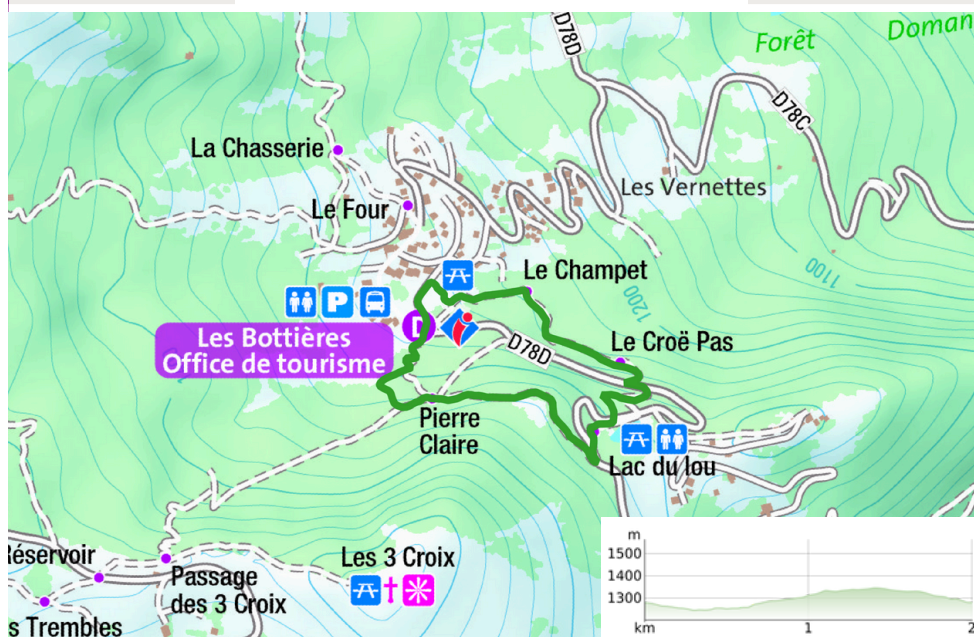 D78D
Forêt
Doman
D78C
La Chasserie
Les Vernettes
Le Four
Le Champet
1100
1200
P
D
Les Bottières
Office de tourisme
D78D
Le Croë Pas
Pierre
Claire
Lac du lou
Réservoir
Les 3 Croix
Passage
des 3 Croix
s Trembles
m
1500
1400
1300
km
1
2